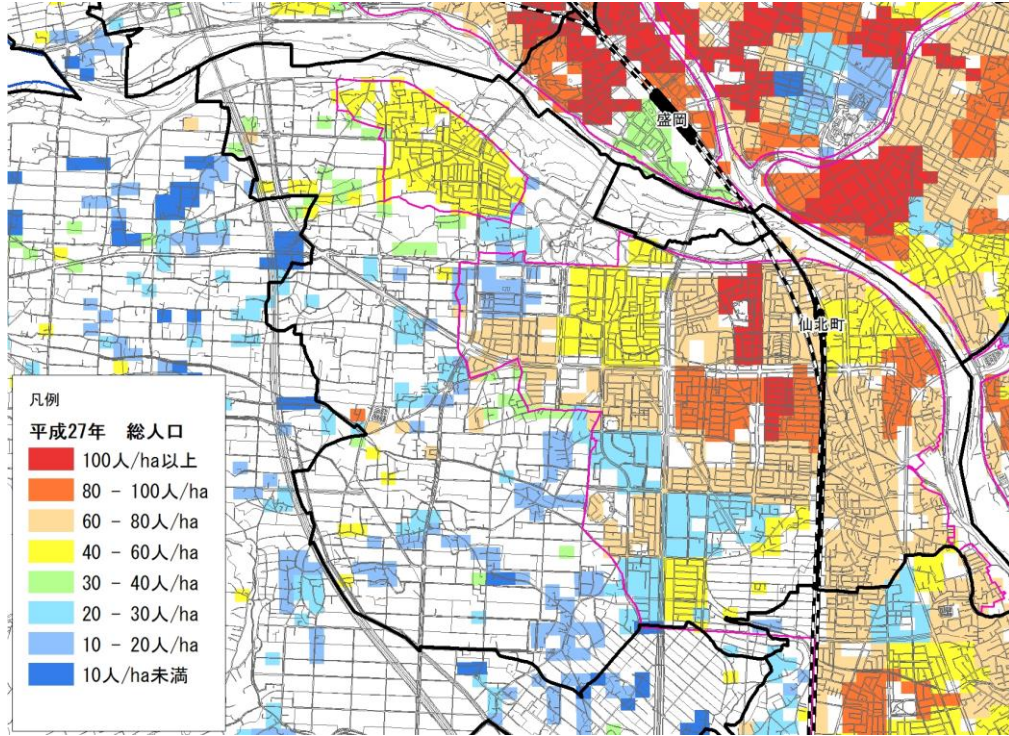 盛岡
仙北町
凡例
平成27年 総人口
100人/ha以上
80 - 100人/ha
60 - 80人/ha
40 - 60人/ha
30 - 40人/ha
20 - 30人/ha
10 - 20人/ha
10人/ha未満